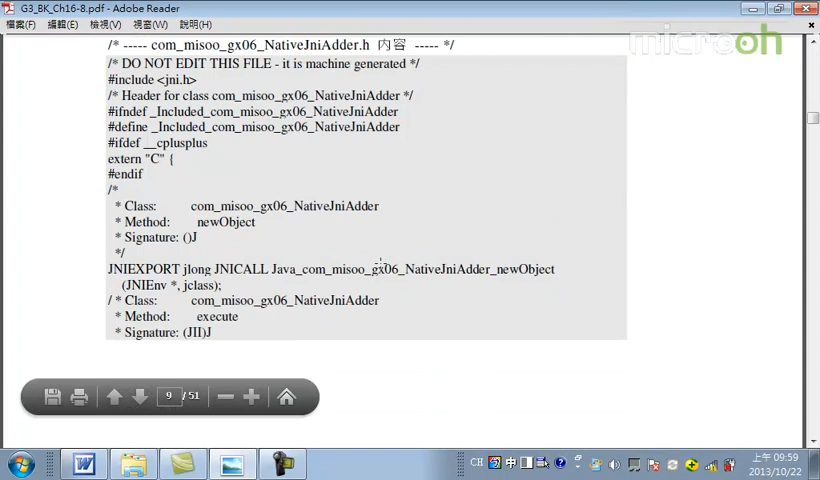 G3_BK_Ch16-8.pdf - Adobe Reader
檔案(F) 編輯(E) 檢視(V) 視窗(W) 說明(H)
microoh
/* ----- com_misoo_gx06_NativeJniAdder.h 內容 ----- */
/* DO NOT EDIT THIS FILE - it is machine generated */
#include <jni.h>
/* Header for class com_misoo_gx06_NativeJniAdder */
#ifndef _Included_com_misoo_gx06_NativeJniAdder
#define _Included_com_misoo_gx06_NativeJniAdder
#ifdef __cplusplus
extern "C" {
#endif
/*
* Class: com_misoo_gx06_NativeJniAdder
* Method: newObject
* Signature: ()J
*/
JNIEXPORT jlong JNICALL Java_com_misoo_gx06_NativeJniAdder_newObject
(JNIEnv *, jclass);
/ * Class: com_misoo_gx06_NativeJniAdder
* Method: execute
* Signature: (JII)J
9 / 51
CH 中
上午 09:59
2013/10/22